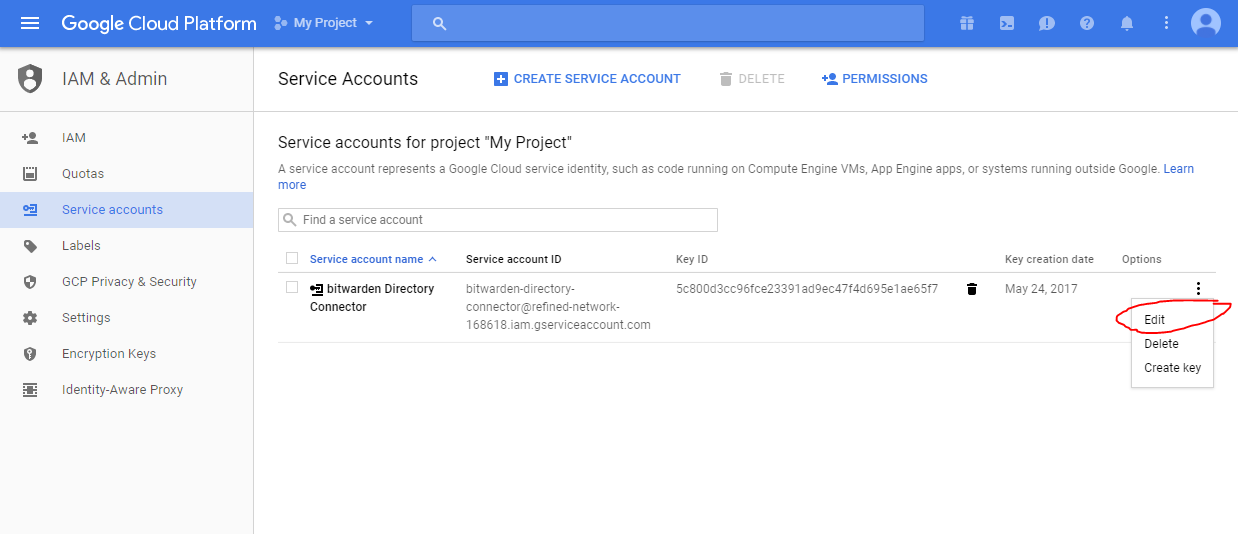 Google Cloud Platform My Project
IAM & Admin
Service Accounts CREATE SERVICE ACCOUNT DELETE PERMISSIONS
IAM
Quotas
Service accounts
Labels
GCP Privacy & Security
Settings
Encryption Keys
Identity-Aware Proxy
Service accounts for project "My Project"
A service account represents a Google Cloud service identity, such as code running on Compute Engine VMs, App Engine apps, or systems running outside Google. Learn
more
Find a service account
Service account name Service account ID Key ID Key creation date Options
bitwarden Directory
Connector
bitwarden-directory-
connector@refined-network-
168618.iam.gserviceaccount.com
5c800d3cc96fce23391ad9ec47f4d695e1ae65f7
May 24, 2017
Edit
Delete
Create key